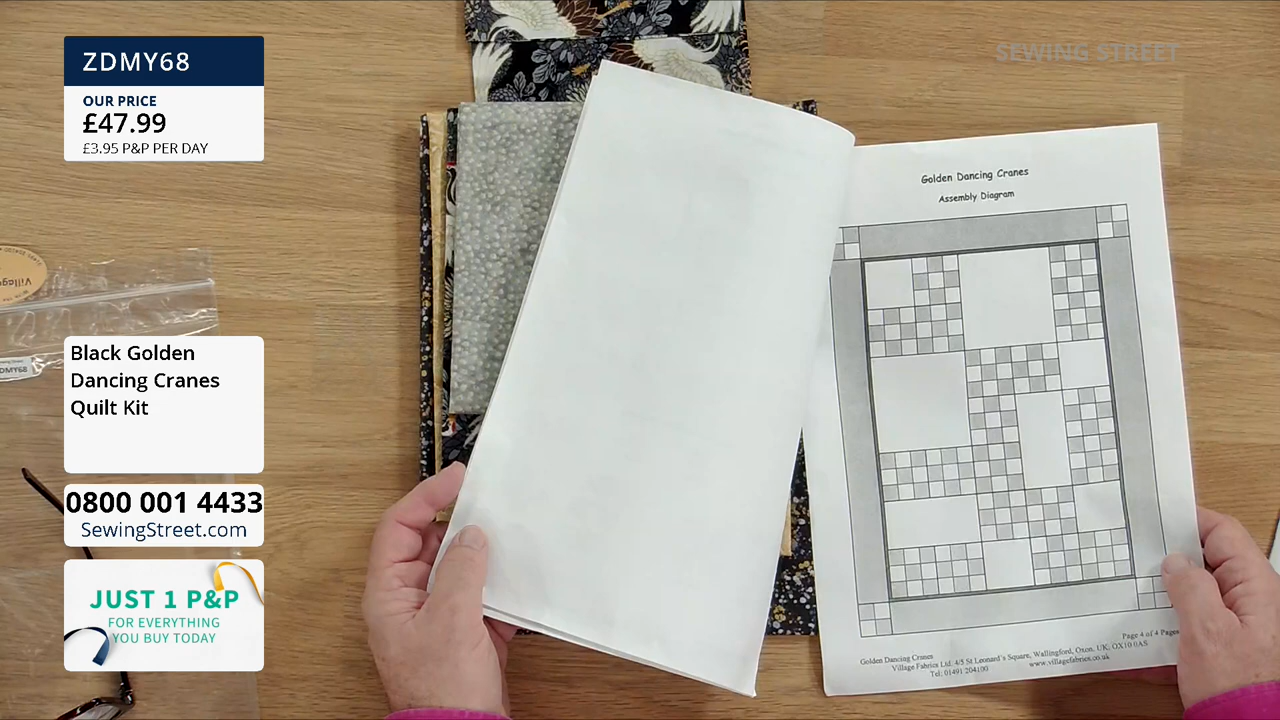 ZDMY68
OUR PRICE
£47.99
£3.95 P&P PER DAY
SEWING STREET
Golden Dancing Cranes
Assembly Diagram
Village
DMY68
Black Golden
Dancing Cranes
Quilt Kit
0800 001 4433
SewingStreet.com
JUST 1 P&P
FOR EVERYTHING
YOU BUY TODAY
Page 4 of 4 Pages
Golden Dancing Cranes
Village Fabrics Ltd. 4/5 St Leonard's Square, Wallingford, Oxon. UK. OX10 0AS
Tel: 01491 204100 www.villagefabrics.co.uk